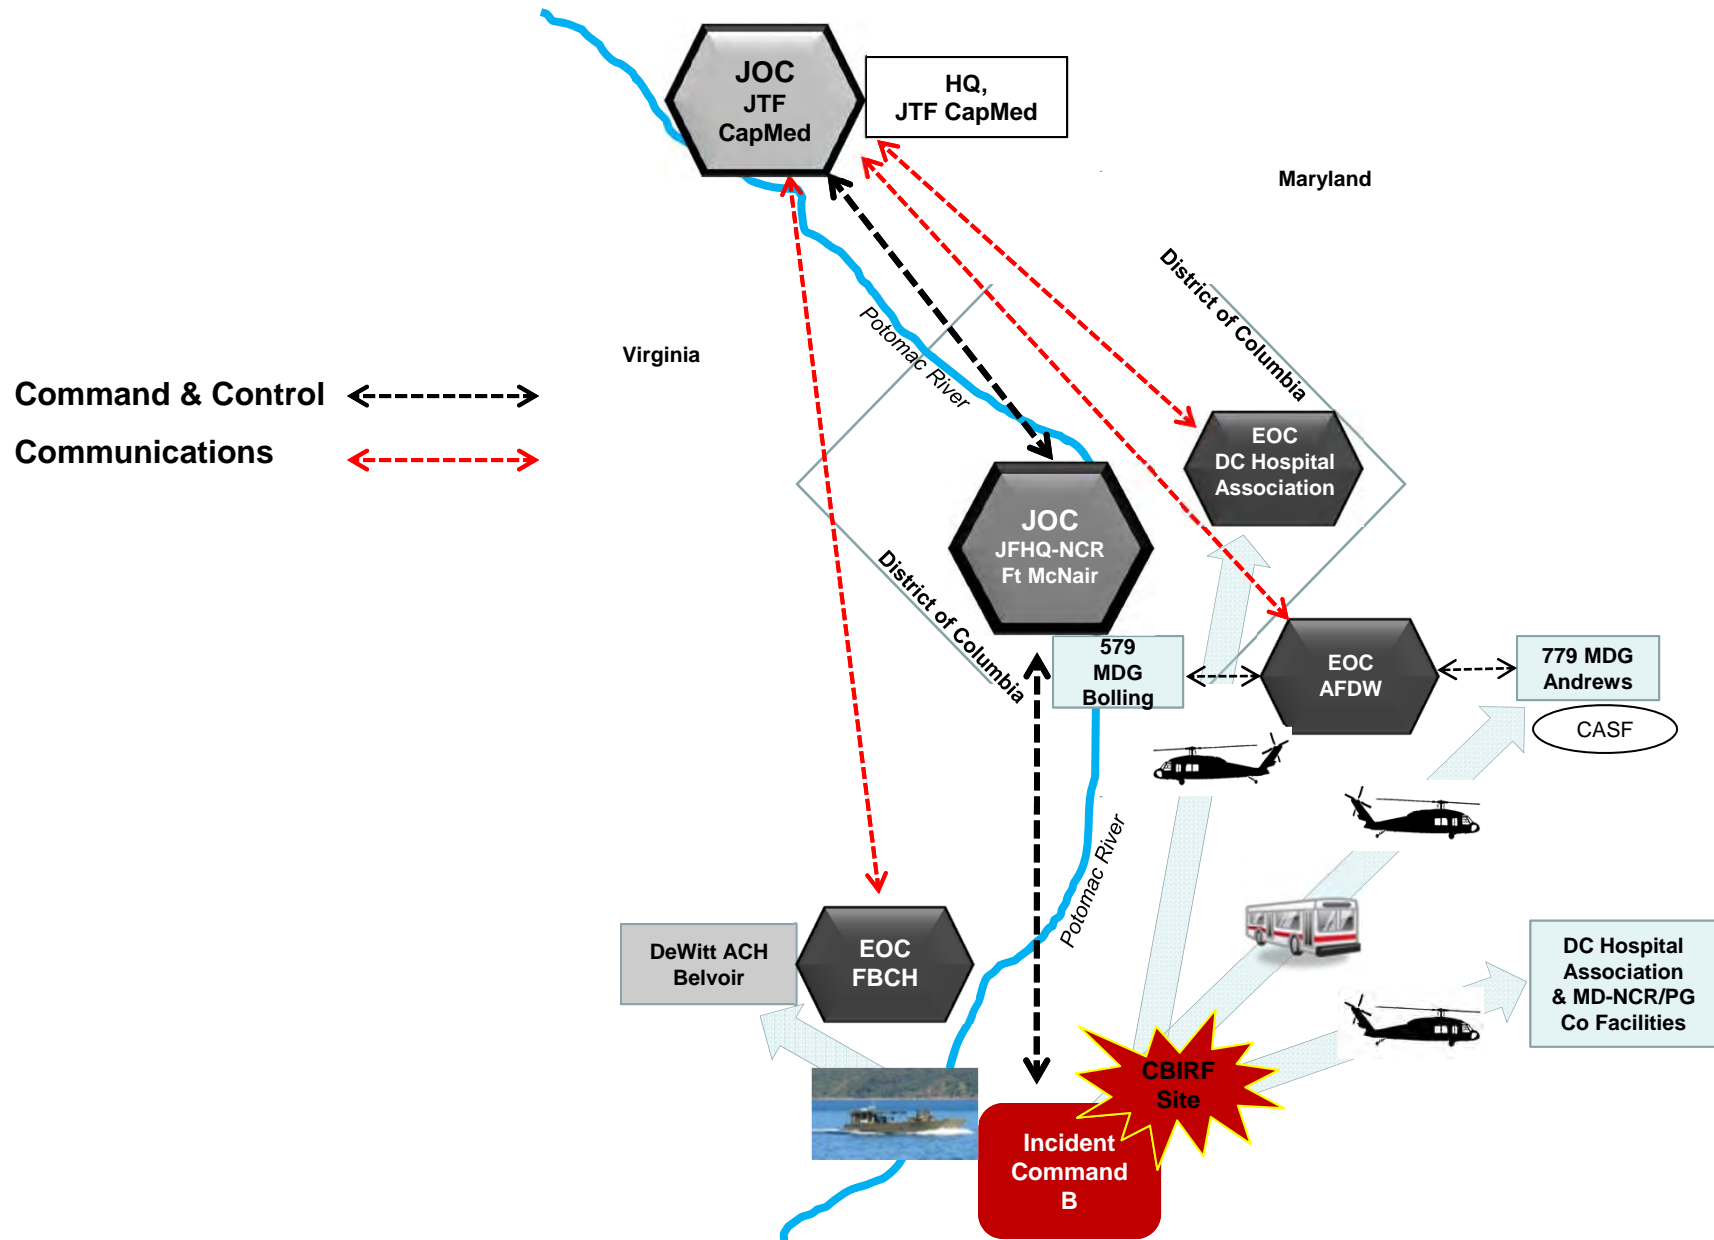 JOC
JTF
CapMed
HQ,
JTF CapMed
Maryland
District of Columbia
Virginia
Potomac River
Command & Control
Communications
EOC
DC Hospital
Association
JOC
JFHQ-NCR
Ft McNair
District of Columbia
579
MDG
Bolling
EOC
AFDW
779 MDG
Andrews
CASF
Potomac River
DeWitt ACH
Belvoir
EOC
FBCH
DC Hospital
Association
& MD-NCR/PG
Co Facilities
CBIRF
Site
Incident
Command
B